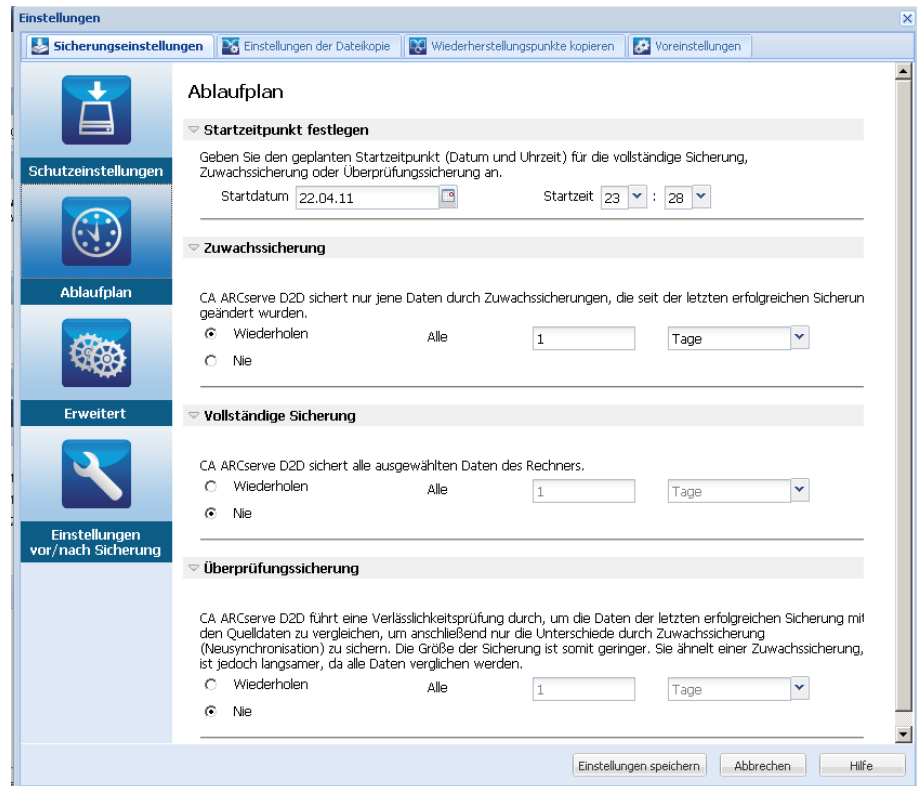 Einstellungen
Sicherungseinstellungen
Einstellungen der Dateikopie
Wiederherstellungspunkte kopieren
Voreinstellungen
Schutzeinstellungen
Ablaufplan
Erweitert
Einstellungen
vor/nach Sicherung
Ablaufplan
Startzeitpunkt festlegen
Geben Sie den geplanten Startzeitpunkt (Datum und Uhrzeit) für die vollständige Sicherung,
Zuwachssicherung oder Überprüfungssicherung an.
Startdatum 22.04.11 Startzeit 23 : 28
Zuwachssicherung
CA ARCserve D2D sichert nur jene Daten durch Zuwachssicherungen, die seit der letzten erfolgreichen Sicherun
geändert wurden.
Wiederholen Alle 1 Tage
Nie
Vollständige Sicherung
CA ARCserve D2D sichert alle ausgewählten Daten des Rechners.
Wiederholen Alle 1 Tage
Nie
Überprüfungssicherung
CA ARCserve D2D führt eine Verlässlichkeitsprüfung durch, um die Daten der letzten erfolgreichen Sicherung mit
den Quelldaten zu vergleichen, um anschließend nur die Unterschiede durch Zuwachssicherung
(Neusynchronisation) zu sichern. Die Größe der Sicherung ist somit geringer. Sie ähnelt einer Zuwachssicherung,
ist jedoch langsamer, da alle Daten verglichen werden.
Wiederholen Alle 1 Tage
Nie
Einstellungen speichern Abbrechen Hilfe